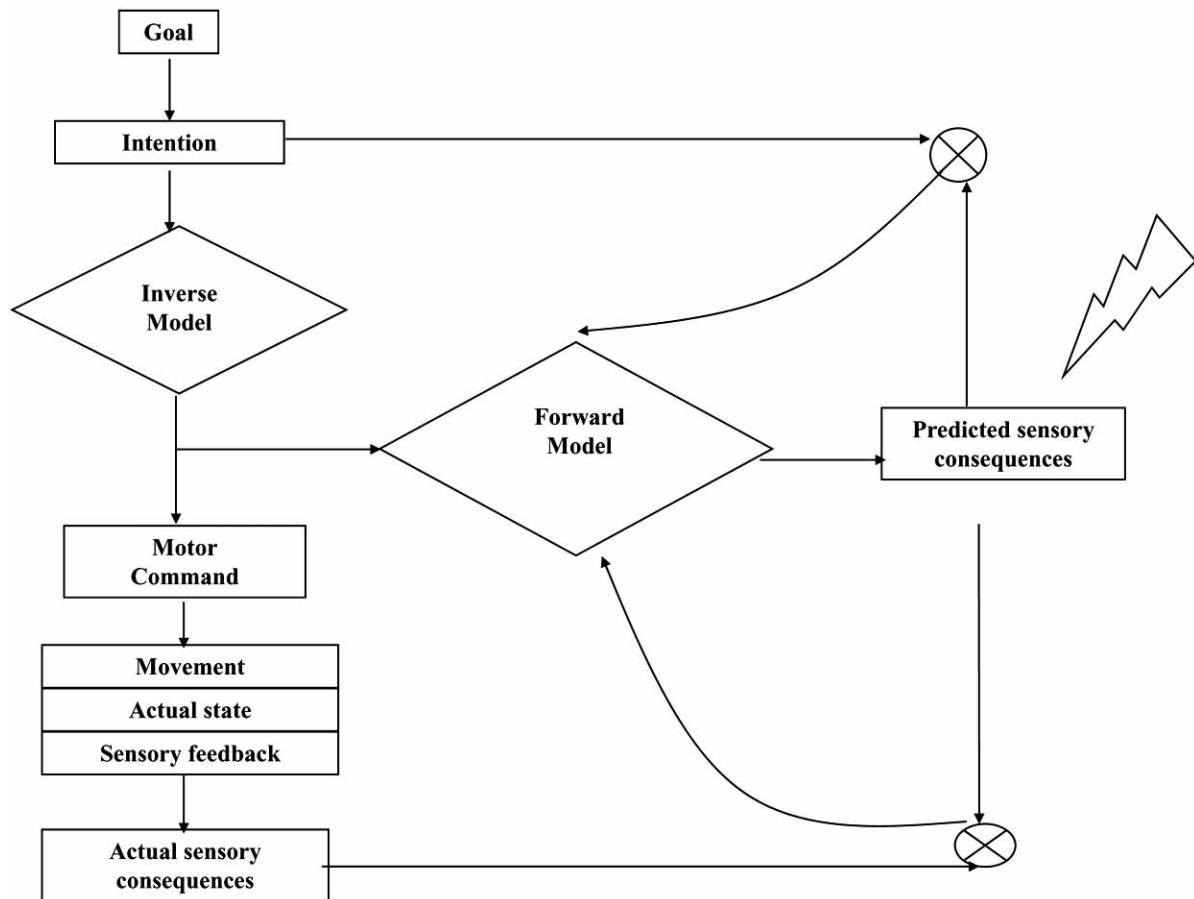 Goal
Intention
Inverse
Model
Forward
Model
Predicted sensory
consequences
Motor
Command
Movement
Actual state
Sensory feedback
Actual sensory
consequences